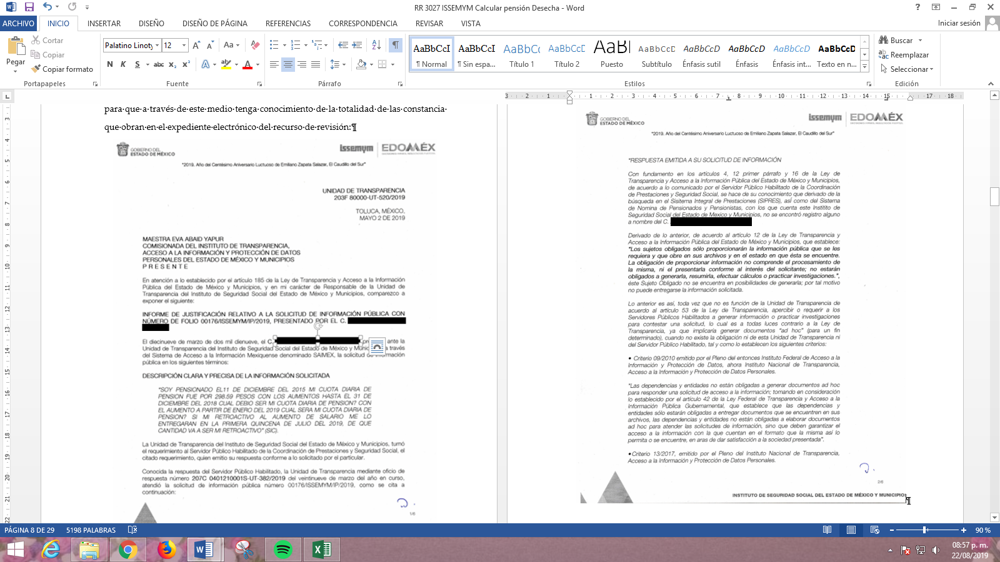 RR 3027 ISSEMYM Calcular pensión Desecha - Word
ARCHIVO INICIO INSERTAR DISEÑO DISEÑO DE PÁGINA REFERENCIAS CORRESPONDENCIA REVISAR VISTA
Iniciar sesión
Pegar
Cortar
Copiar
Copiar formato
Portapapeles
Palatino Linoty 12
Fuente
Párrafo
AaBbCcI AaBbCcI AaBbC AaBbCcD AaB AaBbCcD AaBbCcD AaBbCcD AaBbCcD AaBbCcD
¶ Normal ¶ Sin espa... Título 1 Título 2 Puesto Subtítulo Énfasis sutil Énfasis Énfasis int... Texto en n...
Estilos
Buscar
Reemplazar
Seleccionar
Edición
para que a través de este medio tenga conocimiento de la totalidad de las constancia
que obran en el expediente electrónico del recurso de revisión:¶
GOBIERNO DEL
ESTADO DE MÉXICO
issemym EDOMÉX
"2019. Año del Centésimo Aniversario Luctuoso de Emiliano Zapata Salazar, El Caudillo del Sur"
UNIDAD DE TRANSPARENCIA
203F 80000-UT-520/2019
TOLUCA, MÉXICO,
MAYO 2 DE 2019
MAESTRA EVA ABAID YAPUR
COMISIONADA DEL INSTITUTO DE TRANSPARENCIA,
ACCESO A LA INFORMACIÓN Y PROTECCIÓN DE DATOS
PERSONALES DEL ESTADO DE MÉXICO Y MUNICIPIOS
P R E S E N T E
En atención a lo establecido por el artículo 185 de la Ley de Transparencia y Acceso a la Información
Pública del Estado de México y Municipios, y en mi carácter de Responsable de la Unidad de
Transparencia del Instituto de Seguridad Social del Estado de México y Municipios, comparezco a
exponer el siguiente:
INFORME DE JUSTIFICACIÓN RELATIVO A LA SOLICITUD DE INFORMACIÓN PÚBLICA CON
NÚMERO DE FOLIO 00176/ISSEMYM/IP/2019, PRESENTADO POR EL C.
El diecinueve de marzo de dos mil dienueve, el C. ante la
Unidad de Transparencia del Instituto de Seguridad Social del Estado de México y a través
del Sistema de Acceso a la Información Mexiquense denominado SAIMEX, la solicitud de información
pública en los siguientes términos:
DESCRIPCIÓN CLARA Y PRECISA DE LA INFORMACIÓN SOLICITADA
"SOY PENSIONADO EL11 DE DICIEMBRE DEL 2015 MI CUOTA DIARIA DE
PENSION FUE POR 298.59 PESOS CON LOS AUMENTOS HASTA EL 31 DE
DICIEMBRE DEL 2018 CUAL DEBIO SER MI CUOTA DIARIA DE PENSION? CON
EL AUMENTO A PARTIR DE ENERO DEL 2019 CUAL SERA MI CUOTA DIARIA DE
PENSION? SI MI RETROACTIVO AL AUMENTO DE SALARIO ME LO
ENTREGARAN EN LA PRIMERA QUINCENA DE JULIO DEL 2019, DE QUE
CANTIDAD VA A SER MI RETROACTIVO" (SIC).
La Unidad de Transparencia del Instituto de Seguridad Social del Estado de México y Municipios, turnó
el requerimiento al Servidor Público Habilitado de la Coordinación de Prestaciones y Seguridad Social, el
citado requerimiento, quien emitio su respuesta conforme a lo solicitado por el particular.
Conocida la respuesta del Servidor Público Habilitado, la Unidad de Transparencia mediante oficio de
respuesta número 207C 0401210001S-UT-382/2019 del veintinueve de marzo del año en curso,
atendió la solicitud de información pública número 00176/ISSEMYM/IP/2019, como se cita a
continuación:
1/6
GOBIERNO DEL
ESTADO DE MÉXICO
issemym EDOMÉX
"2019. Año del Centésimo Aniversario Luctuoso de Emiliano Zapata Salazar, El Caudillo del Sur"
"RESPUESTA EMITIDA A SU SOLICITUD DE INFORMACIÓN
Con fundamento en los artículos 4, 12 primer párrafo y 16 de la Ley de
Transparencia y Acceso a la Información Pública del Estado de México y Municipios,
de acuerdo a lo comunicado por el Servidor Público Habilitado de la Coordinación
de Prestaciones y Seguridad Social, se hace de su conocimiento que derivado de la
búsqueda en el Sisitema Integral de Prestaciones (SIPRES), así como del Sistema
de Nomina de Pensionados y Pensionistas, con los que cuenta este Instituto de
Seguridad Social del Estado de Mexico y Municipios, no se encontró registro alguno
a nombre del C.
Derivado de lo anterior, de acuerdo al artículo 12 de la Ley de Transparencia y
Acceso a la Información Pública del Estado de México y Municipios, que establece:
"Los sujetos obligados sólo proporcionarán la información pública que se les
requiera y que obre en sus archivos y en el estado en que ésta se encuentre.
La obligación de proporcionar información no comprende el procesamiento de
la misma, ni el presentarla conforme al interés del solicitante; no estarán
obligados a generarla, resumirla, efectuar cálculos o practicar investigaciones.",
éste Sujeto Obligado no se encuentra en posibilidades de generarla; por tal motivo
no puede entregarse la información solicitada.
Lo anterior es así, toda vez que no es función de la Unidad de Transparencia de
acuerdo al artículo 53 de la Ley de Transparencia, apercibir o requerir a los
Servidores Públicos Habilitados a generar información o practicar investigaciones
para contestar una solicitud, lo cual es a todas luces contrario a la Ley de
Transparencia, ya que implicaría generar documentos "ad hoc" (para un fin
determinado), cuando no existe la obligación ni de esta Unidad de Transparencia ni
del Servidor Público Habilitado, tal y como lo establecen los siguientes criterios:
• Criterio 09/2010 emitido por el Pleno del entonces Instituto Federal de Acceso a la
Información y Protección de Datos, ahora Instituto Nacional de Transparencia,
Acceso a la Información y Protección de Datos Personales.
"Las dependencias y entidades no están obligadas a generar documentos ad hoc
para responder una solicitud de acceso a la información; tomando en consideración
lo establecido por el artículo 42 de la Ley Federal de Transparencia y Acceso a la
Información Pública Gubernamental, que establece que las dependencias y
entidades sólo estarán obligadas a entregar documentos que se encuentren en sus
archivos, las dependencias y entidades no están obligadas a elaborar documentos
ad hoc para atender las solicitudes de información, sino que deben garantizar el
acceso a la información con la que cuentan en el formato que la misma así lo
permita o se encuentre, en aras de dar satisfacción a la sociedad presentada".
•Criterio 13/2017, emitido por el Pleno del Instituto Nacional de Transparencia,
Acceso a la Información y Protección de Datos Personales.
2/6
INSTITUTO DE SEGURIDAD SOCIAL DEL ESTADO DE MÉXICO Y MUNICIPIO
PÁGINA 8 DE 29 5198 PALABRAS
90 %
08:57 p. m.
22/08/2019